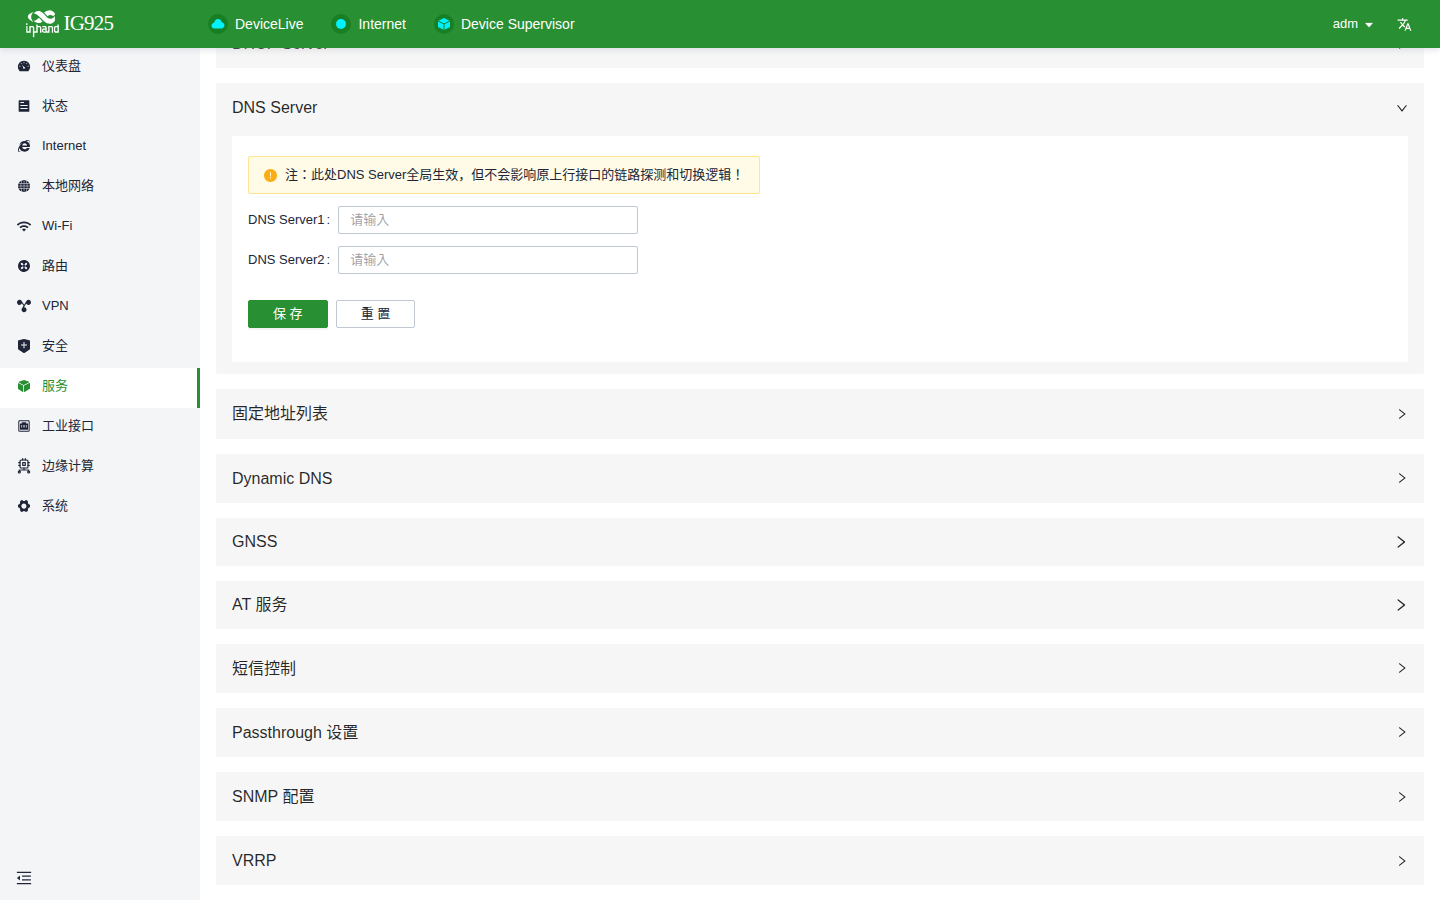 inhand IG925
DeviceLive
Internet
Device Supervisor
adm
仪表盘
状态
Internet
本地网络
Wi-Fi
路由
VPN
安全
服务
工业接口
边缘计算
系统
DNS Server
注：此处DNS Server全局生效，但不会影响原上行接口的链路探测和切换逻辑！
DNS Server1 : 请输入
DNS Server2 : 请输入
保 存 重 置
固定地址列表
Dynamic DNS
GNSS
AT 服务
短信控制
Passthrough 设置
SNMP 配置
VRRP